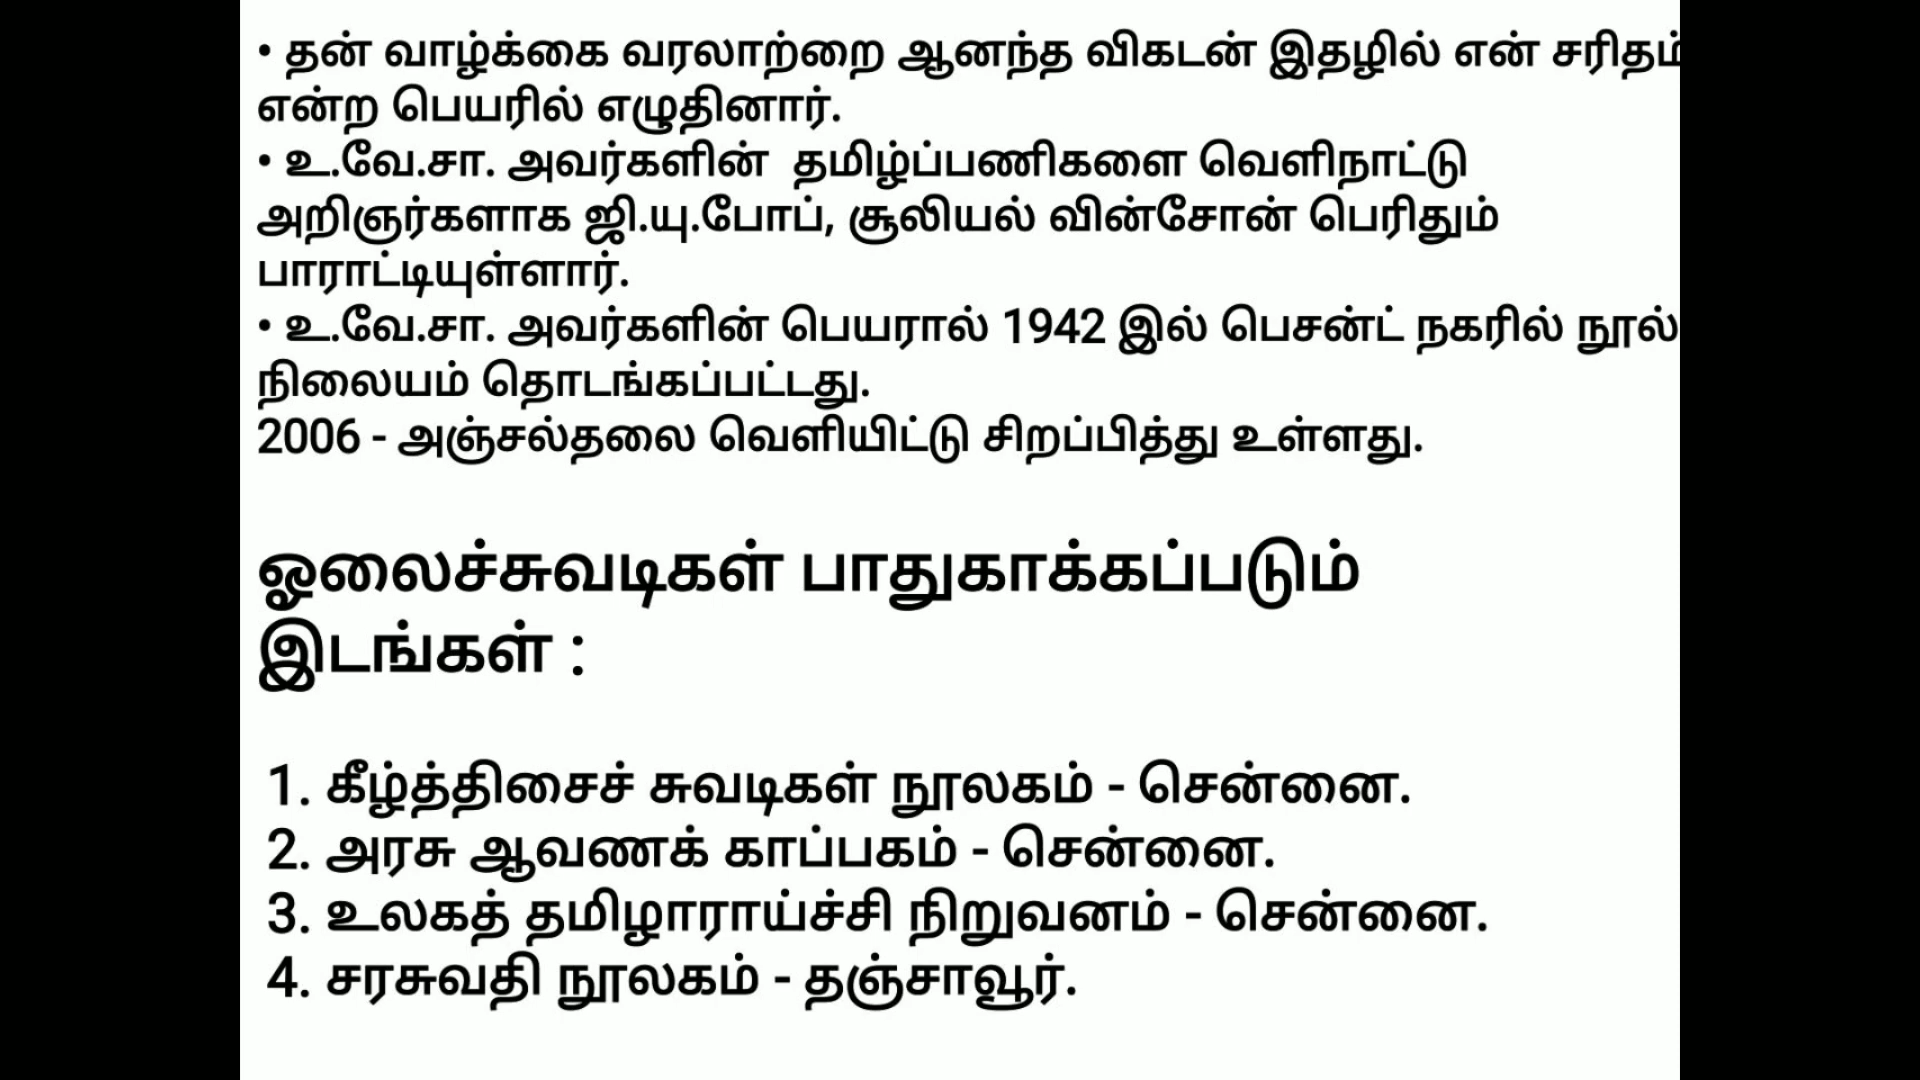 • தன் வாழ்க்கை வரலாற்றை ஆனந்த விகடன் இதழில் என் சரிதம்
என்ற பெயரில் எழுதினார்.
• உ.வே.சா. அவர்களின் தமிழ்ப்பணிகளை வெளிநாட்டு
அறிஞர்களாக ஜி.யு.போப், சூலியல் வின்சோன் பெரிதும்
பாராட்டியுள்ளார்.
• உ.வே.சா. அவர்களின் பெயரால் 1942 இல் பெசன்ட் நகரில் நூல்
நிலையம் தொடங்கப்பட்டது.
2006 - அஞ்சல்தலை வெளியிட்டு சிறப்பித்து உள்ளது.
ஓலைச்சுவடிகள் பாதுகாக்கப்படும்
இடங்கள் :
1. கீழ்த்திசைச் சுவடிகள் நூலகம் - சென்னை.
2. அரசு ஆவணக் காப்பகம் - சென்னை.
3. உலகத் தமிழாராய்ச்சி நிறுவனம் - சென்னை.
4. சரசுவதி நூலகம் - தஞ்சாவூர்.